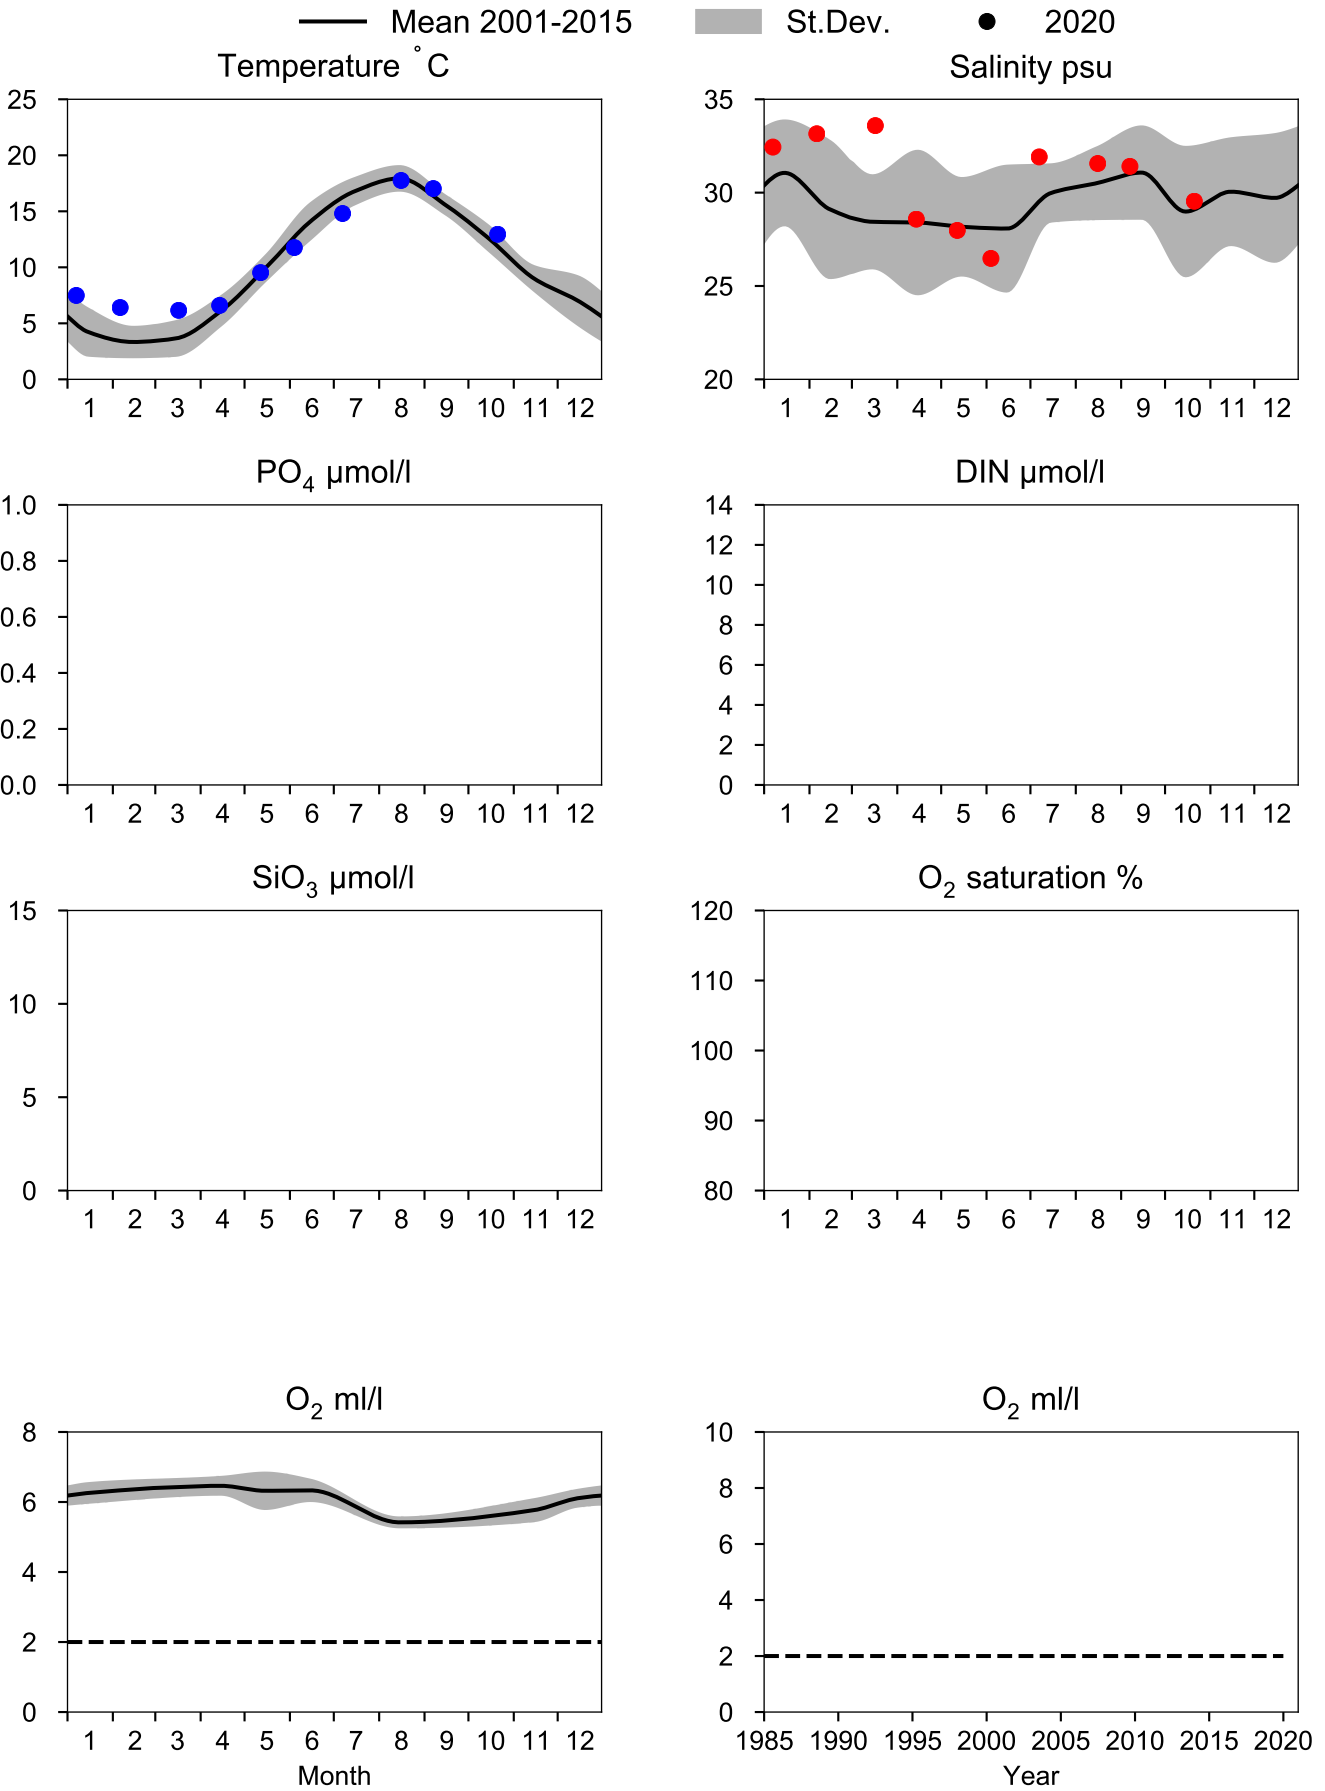 Mean 2001-2015 St.Dev. 2020
Temperature °C
25
20
15
10
5
0
1 2 3 4 5 6 7 8 9 10 11 12
Salinity psu
35
30
25
20
1 2 3 4 5 6 7 8 9 10 11 12
PO4 µmol/l
1.0
0.8
0.6
0.4
0.2
0.0
1 2 3 4 5 6 7 8 9 10 11 12
DIN µmol/l
14
12
10
8
6
4
2
0
1 2 3 4 5 6 7 8 9 10 11 12
SiO3 µmol/l
15
10
5
0
1 2 3 4 5 6 7 8 9 10 11 12
O2 saturation %
120
110
100
90
80
1 2 3 4 5 6 7 8 9 10 11 12
O2 ml/l
8
6
4
2
0
1 2 3 4 5 6 7 8 9 10 11 12
Month
O2 ml/l
10
8
6
4
2
0
1985 1990 1995 2000 2005 2010 2015 2020
Year